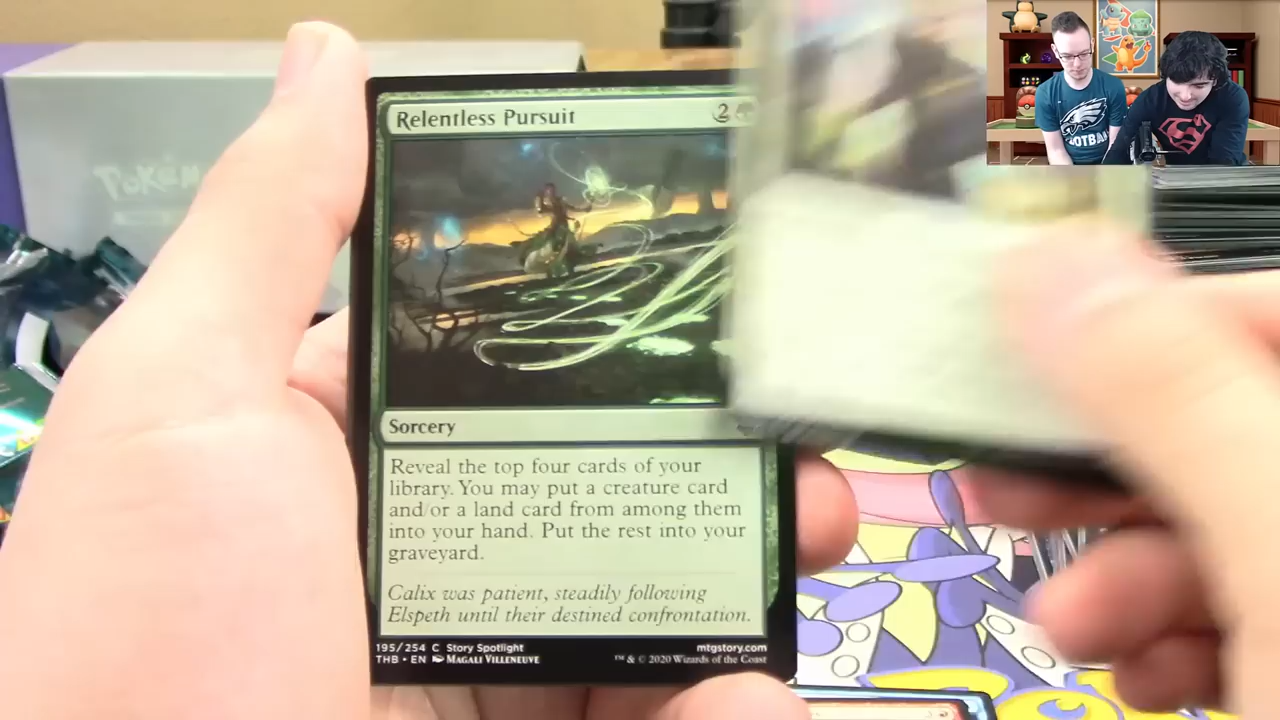 Relentless Pursuit 2
Sorcery
Reveal the top four cards of your
library. You may put a creature card
and/or a land card from among them
into your hand. Put the rest into your
graveyard.
Calix was patient, steadily following
Elspeth until their destined confrontation.
195/254 C Story Spotlight mtgstory.com
THB • EN MAGALI VILLENEUVE ™ & © 2020 Wizards of the Coast
POKÉM
FOOTBAL